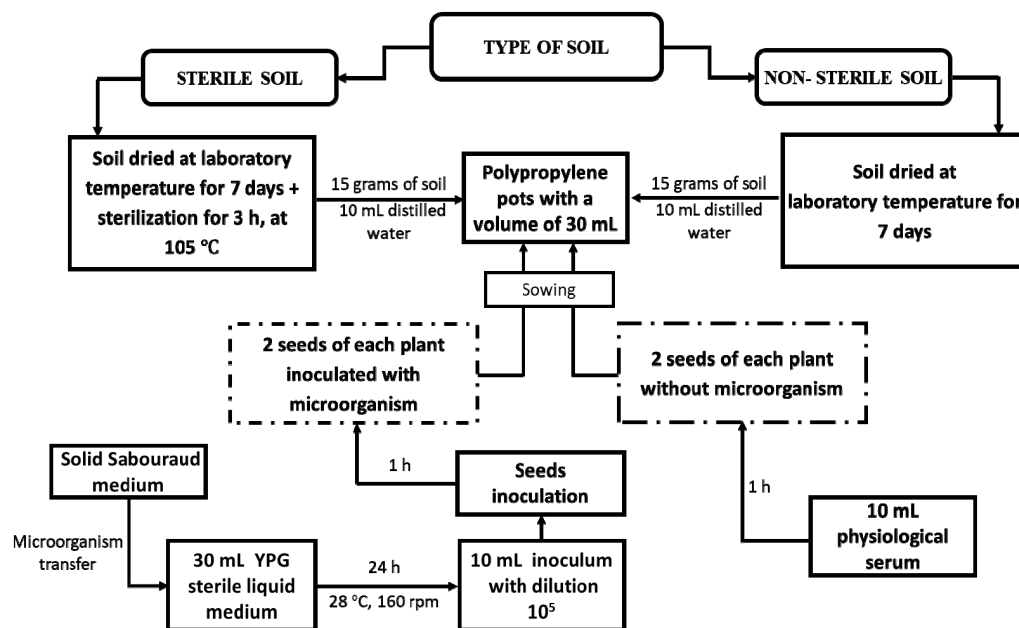 TYPE OF SOIL
STERILE SOIL
NON- STERILE SOIL
Soil dried at laboratory
temperature for 7 days +
sterilization for 3 h, at
105 °C
15 grams of soil
10 mL distilled
water
Polypropylene
pots with a
volume of 30 mL
15 grams of soil
10 mL distilled
water
Soil dried at
laboratory temperature for
7 days
Sowing
2 seeds of each plant
inoculated with
microorganism
2 seeds of each plant
without microorganism
Solid Sabouraud
medium
1 h
Seeds
inoculation
1 h
10 mL
physiological
serum
Microorganism
transfer
30 mL YPG
sterile liquid
medium
24 h
28 °C, 160 rpm
10 mL inoculum
with dilution
10⁵